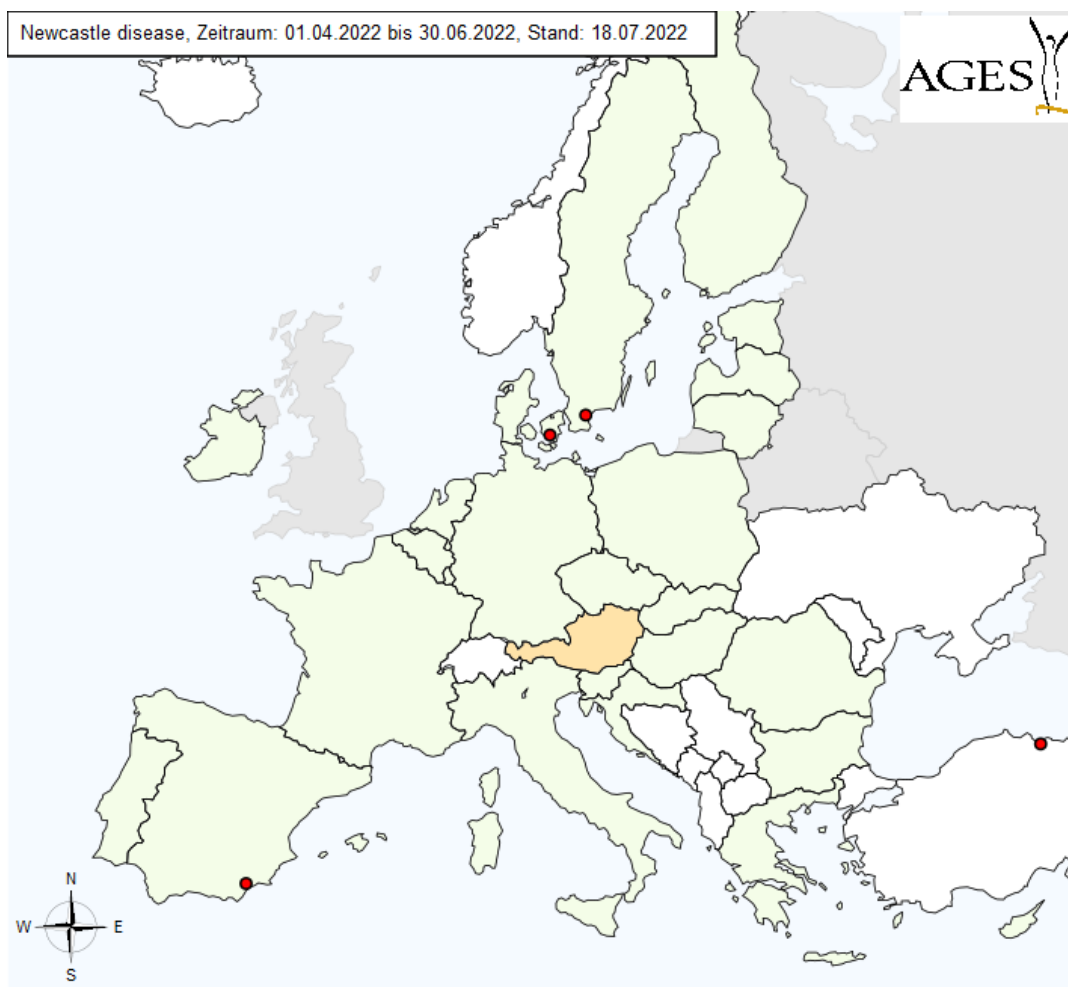 Newcastle disease, Zeitraum: 01.04.2022 bis 30.06.2022, Stand: 18.07.2022
AGES
N
W E
S